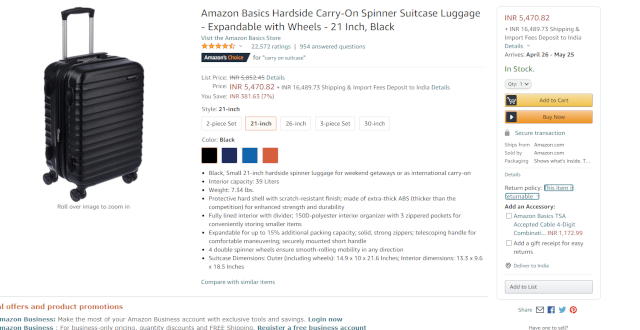 Amazon Basics Hardside Carry-On Spinner Suitcase Luggage
- Expandable with Wheels - 21 Inch, Black
Visit the Amazon Basics Store
22,572 ratings | 954 answered questions
Amazon's Choice for "carry on suitcase"
List Price: INR 5,852.45 Details
Price: INR 5,470.82 + INR 16,489.73 Shipping & Import Fees Deposit to India Details
You Save: INR 381.63 (7%)
Style: 21-inch
2-piece Set 21-inch 26-inch 3-piece Set 30-inch
Color: Black
• Black, Small 21-inch hardside spinner luggage for weekend getaways or as international carry-on
• Interior capacity: 39 Liters
• Weight: 7.34 lbs.
• Protective hard shell with scratch-resistant finish; made of extra-thick ABS (thicker than the
competition) for enhanced strength and durability
• Fully lined interior with divider; 150D-polyester interior organizer with 3 zippered pockets for
conveniently storing smaller items
• Expandable for up to 15% additional packing capacity; solid, strong zippers; telescoping handle for
comfortable maneuvering; securely mounted short handle
• 4 double spinner wheels ensure smooth-rolling mobility in any direction
• Suitcase Dimensions: Outer (including wheels): 14.9 x 10 x 21.6 Inches; Interior dimensions: 13.3 x 9.6
x 18.5 Inches
Compare with similar items
Roll over image to zoom in
INR 5,470.82
+ INR 16,489.73 Shipping &
Import Fees Deposit to India
Details
Arrives: April 26 - May 25
In Stock.
Qty: 1
Add to Cart
Buy Now
Secure transaction
Ships from Amazon.com
Sold by Amazon.com
Packaging Shows what's inside. T...
Details
Return policy: This item is
returnable
Add an Accessory:
Amazon Basics TSA
Accepted Cable 4-Digit
Combinati... INR 1,172.99
Add a gift receipt for easy
returns
Deliver to India
Add to List
Share
Have one to sell?
al offers and product promotions
mazon Business: Make the most of your Amazon Business account with exclusive tools and savings. Login now
mazon Business : For business-only pricing, quantity discounts and FREE Shipping. Register a free business account